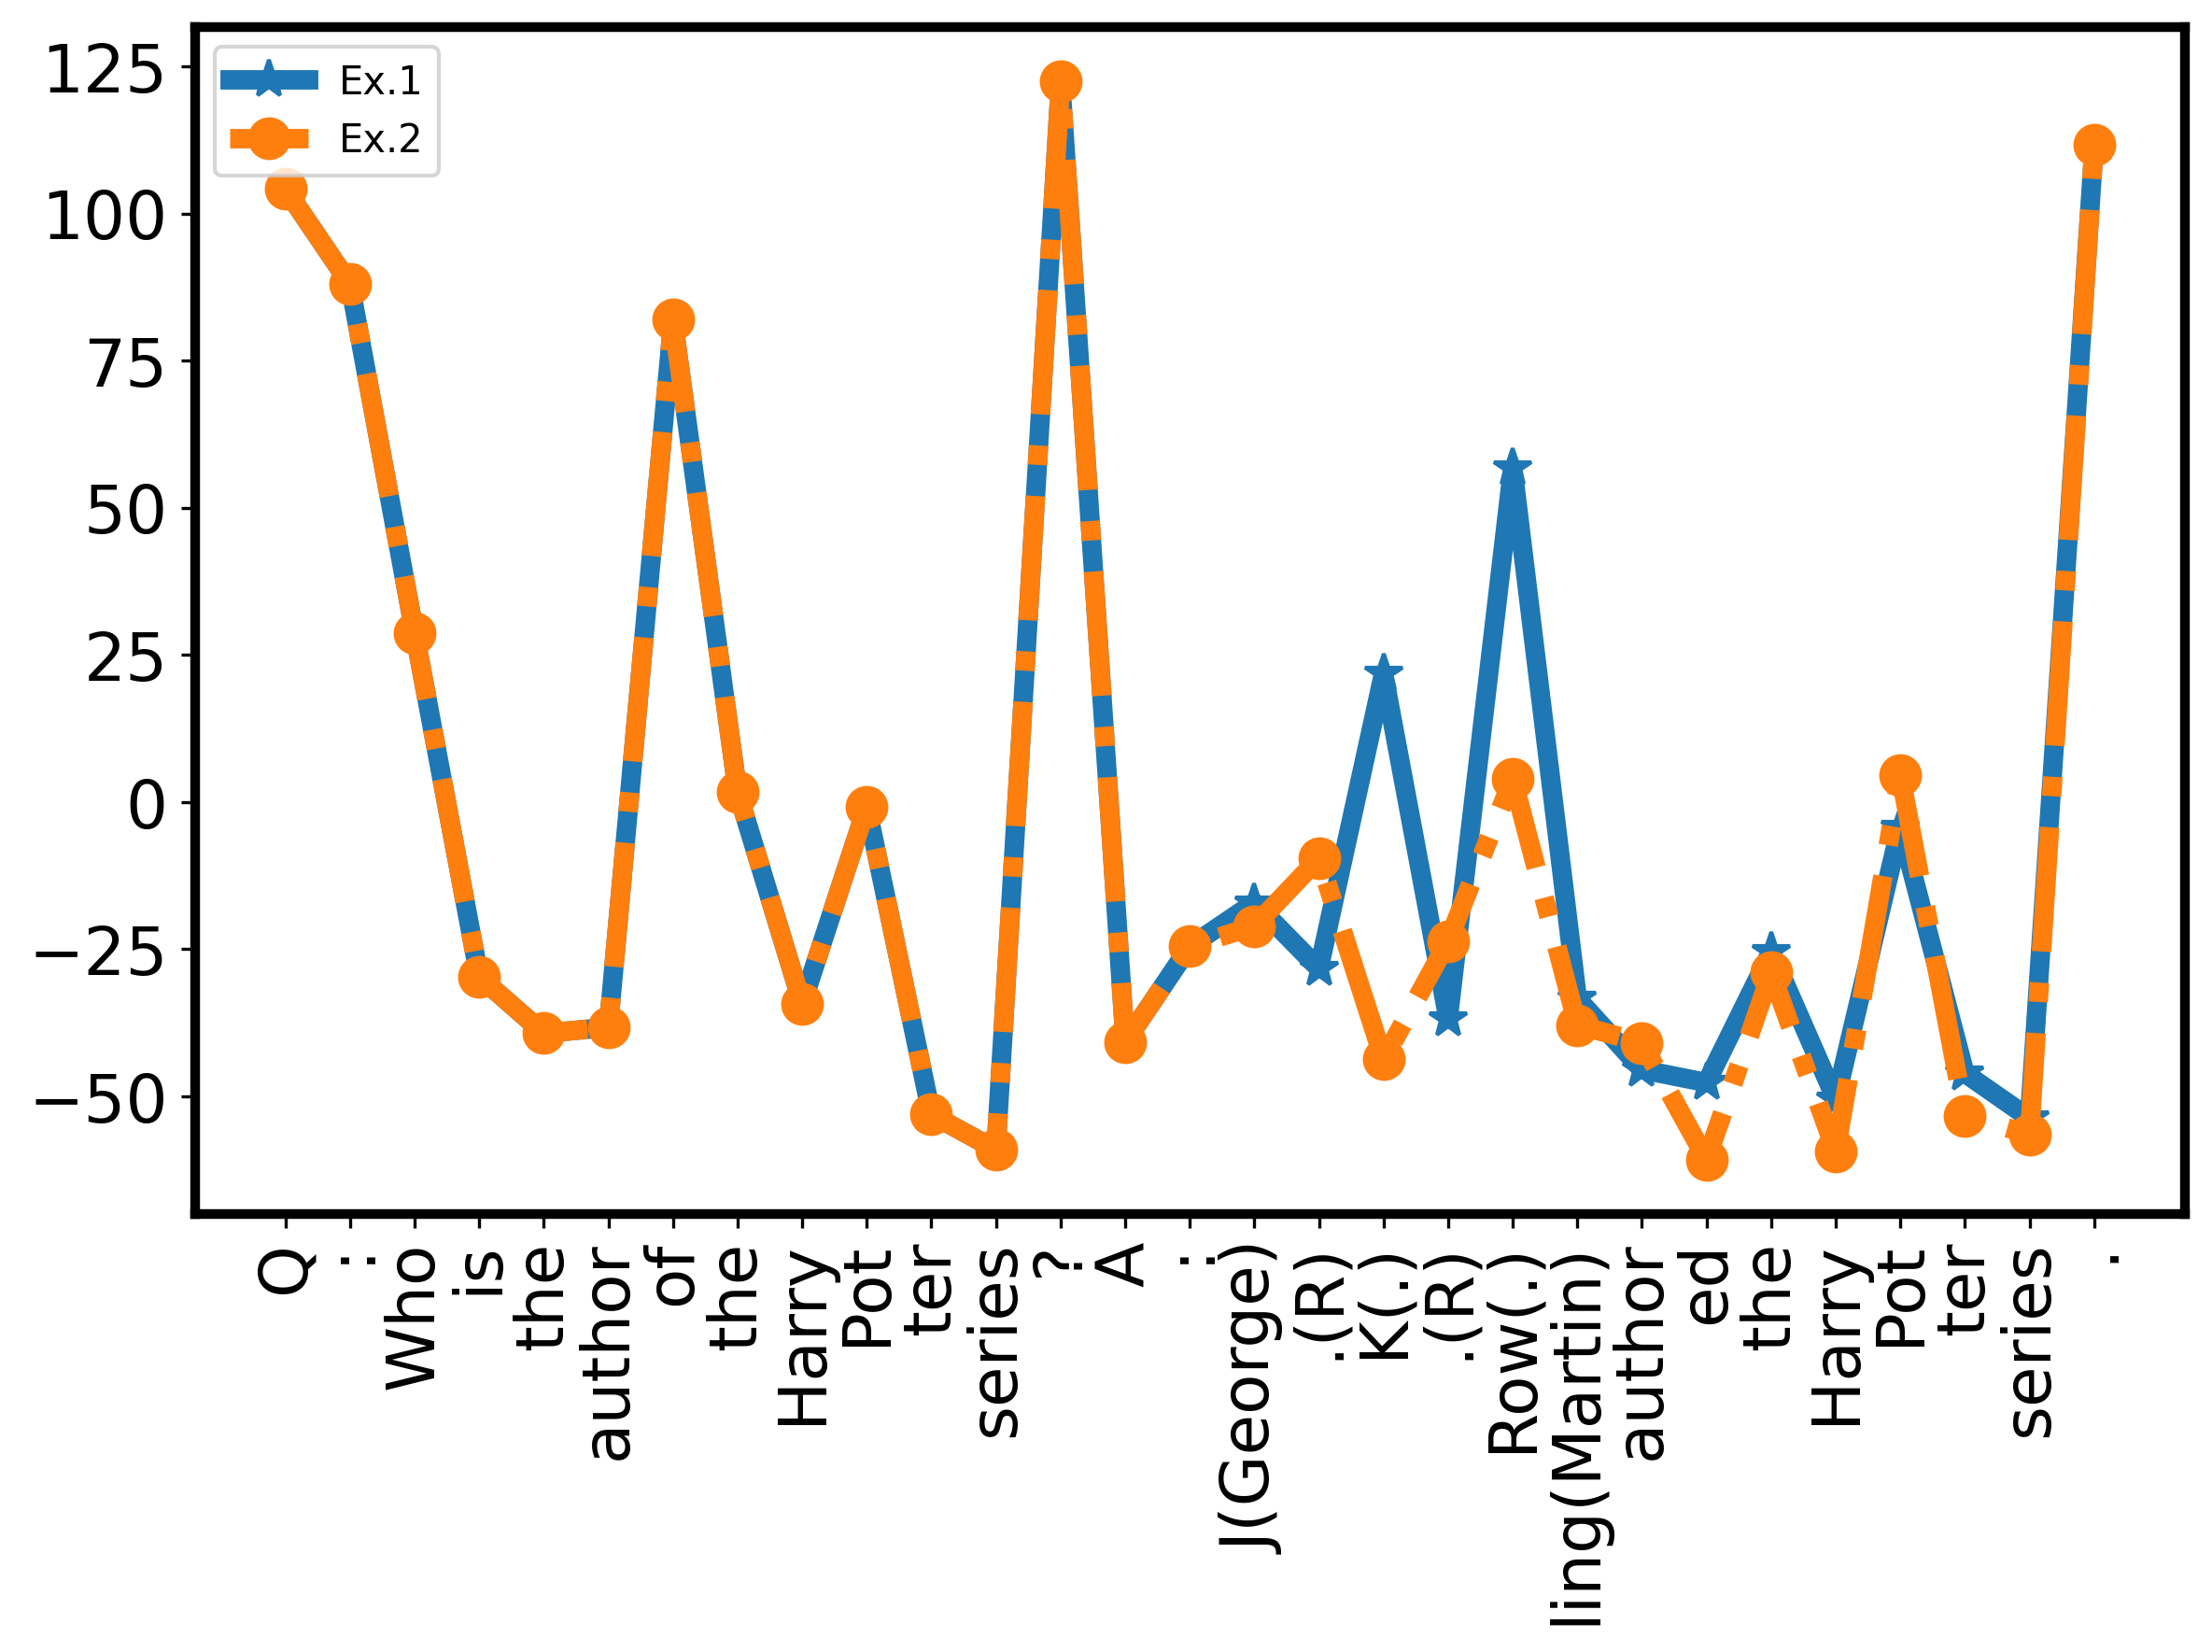 125
100
75
50
25
0
−25
−50
Ex.1
Ex.2
Q
:
Who
is
the
author
of
the
Harry
Pot
ter
series
?
A
:
J(George)
.(R)
K(.)
.(R)
Row(.)
ling(Martin)
author
ed
the
Harry
Pot
ter
series
.